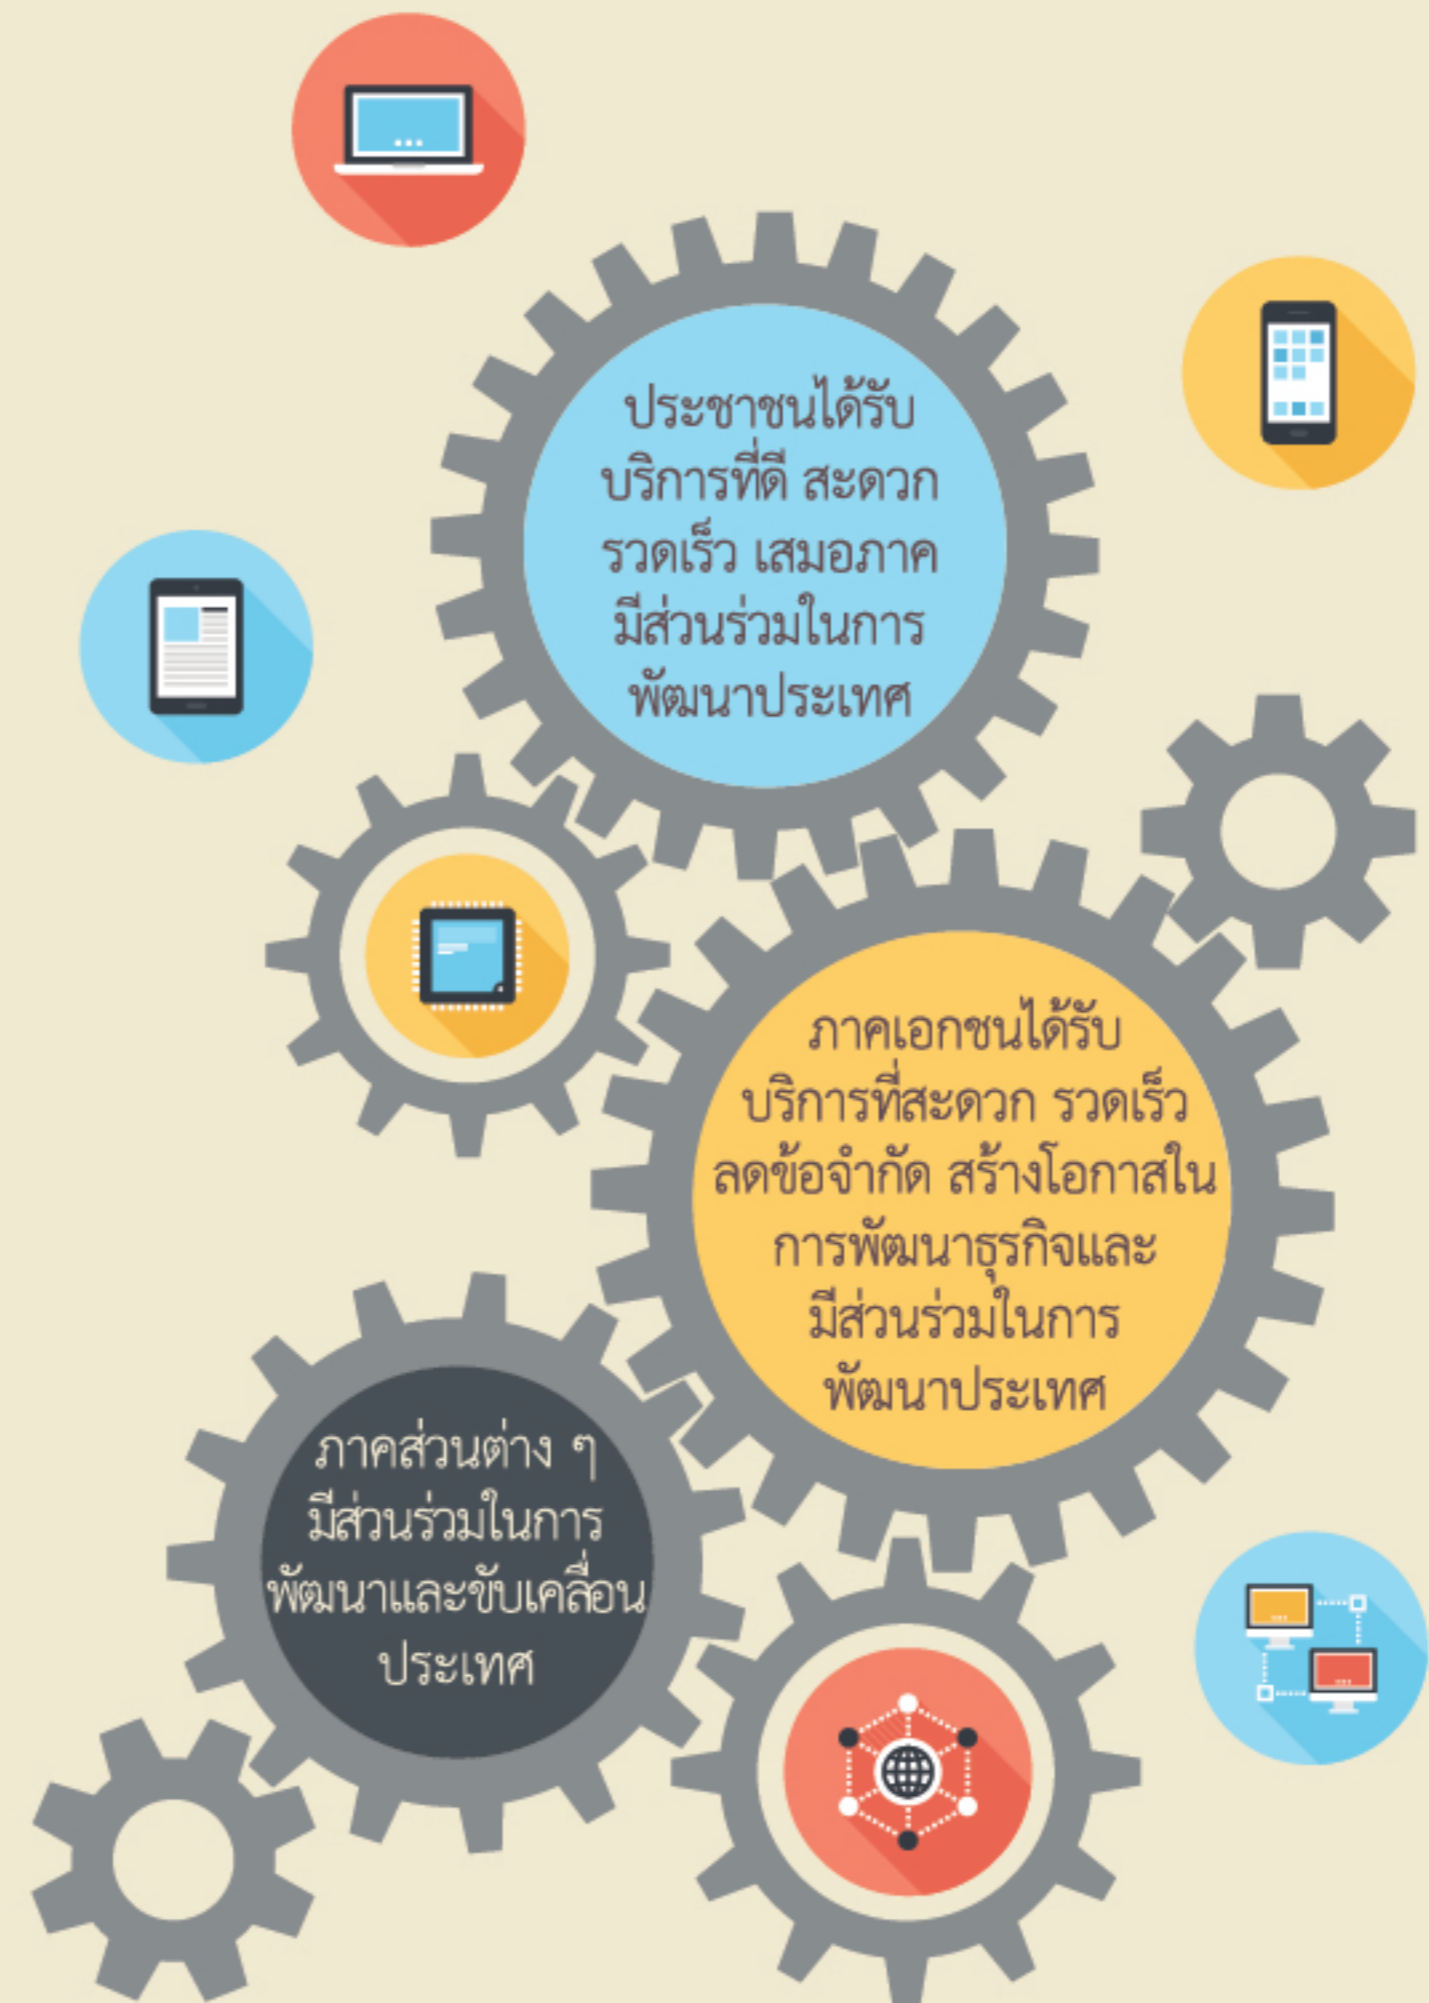 ประชาชนได้รับ
บริการที่ดี สะดวก
รวดเร็ว เสมอภาค
มีส่วนร่วมในการ
พัฒนาประเทศ
ภาคเอกชนได้รับ
บริการที่สะดวก รวดเร็ว
ลดข้อจำกัด สร้างโอกาสใน
การพัฒนาธุรกิจและ
มีส่วนร่วมในการ
พัฒนาประเทศ
ภาคส่วนต่าง ๆ
มีส่วนร่วมในการ
พัฒนาและขับเคลื่อน
ประเทศ